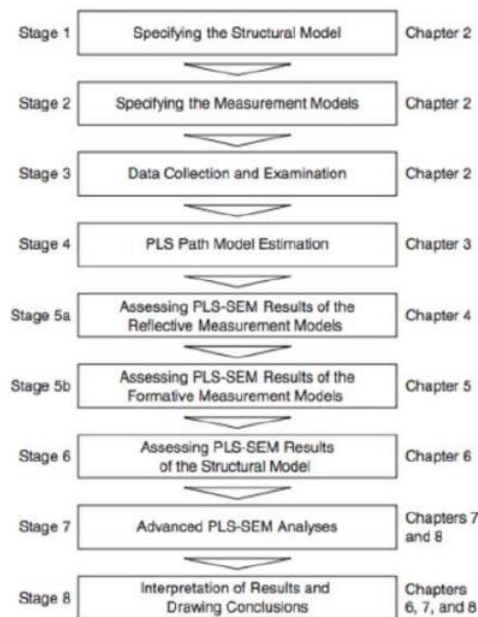 Stage 1 Specifying the Structural Model Chapter 2
Stage 2 Specifying the Measurement Models Chapter 2
Stage 3 Data Collection and Examination Chapter 2
Stage 4 PLS Path Model Estimation Chapter 3
Stage 5a Assessing PLS-SEM Results of the
Reflective Measurement Models Chapter 4
Stage 5b Assessing PLS-SEM Results of the
Formative Measurement Models Chapter 5
Stage 6 Assessing PLS-SEM Results
of the Structural Model Chapter 6
Stage 7 Advanced PLS-SEM Analyses Chapters 7
and 8
Stage 8 Interpretation of Results and
Drawing Conclusions Chapters
6, 7, and 8